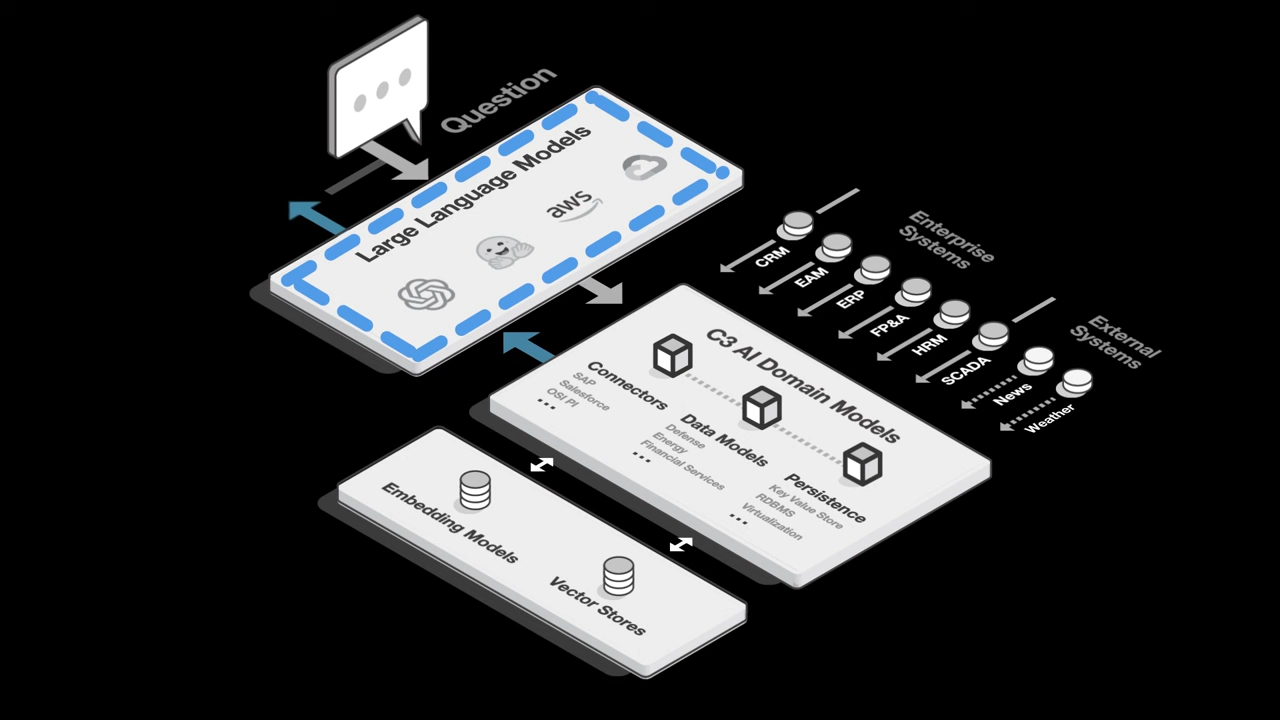 Question
Large Language Models
aws
Enterprise
Systems
CRM
EAM
ERP
FP&A
HRM
SCADA
External
Systems
News
Weather
C3 AI Domain Models
Connectors
SAP
Salesforce
OSI PI
...
Data Models
Defense
Energy
Financial Services
...
Persistence
Key Value Store
RDBMS
Virtualization
...
Embedding Models
Vector Stores